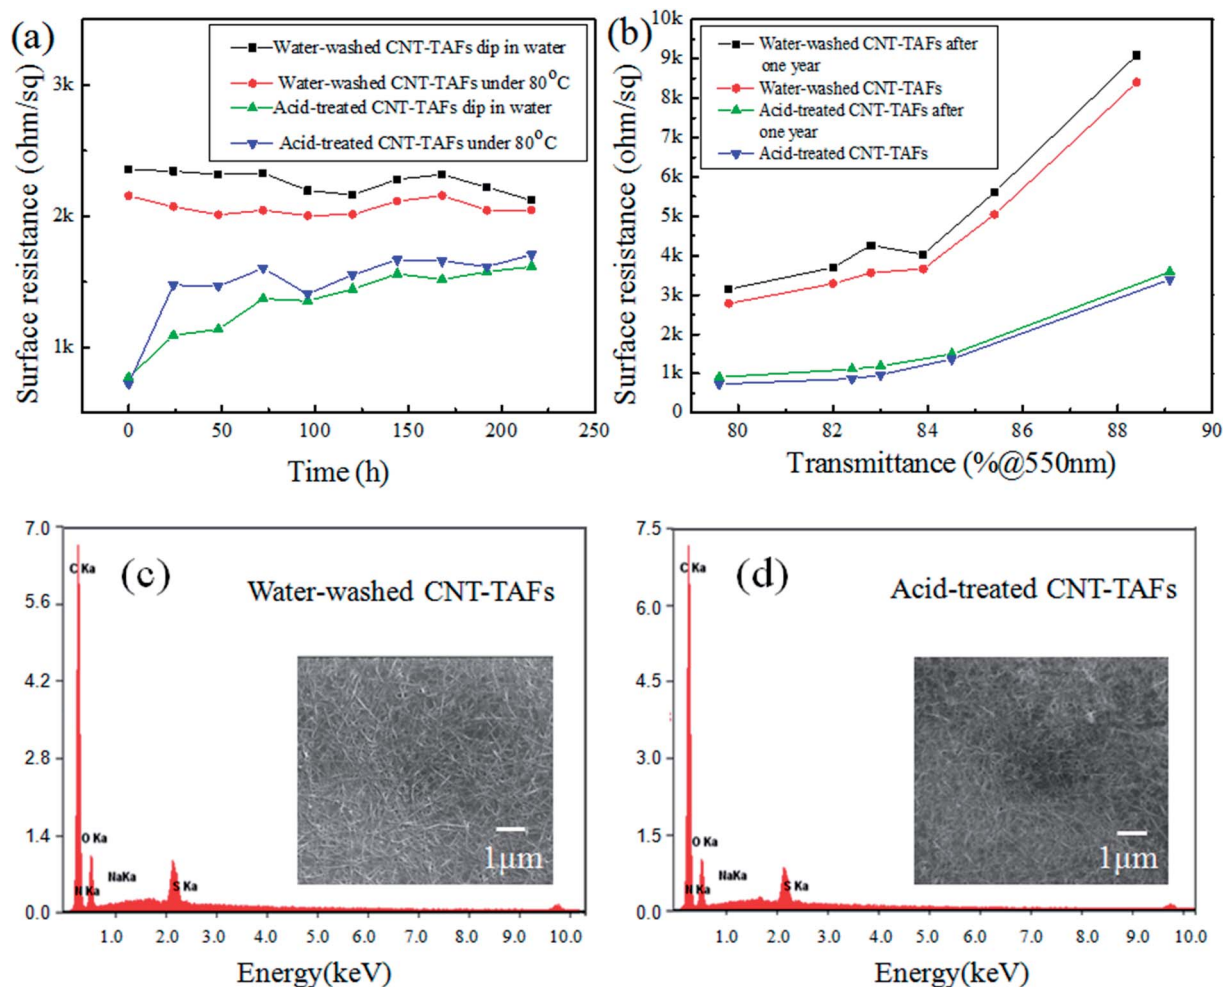 (a)
Water-washed CNT-TAFs dip in water
Water-washed CNT-TAFs under 80°C
Acid-treated CNT-TAFs dip in water
Acid-treated CNT-TAFs under 80°C
Surface resistance (ohm/sq)
3k
2k
1k
0 50 100 150 200 250
Time (h)
(b)
Water-washed CNT-TAFs after
one year
Water-washed CNT-TAFs
Acid-treated CNT-TAFs after
one year
Acid-treated CNT-TAFs
Surface resistance (ohm/sq)
10k
9k
8k
7k
6k
5k
4k
3k
2k
1k
0
80 82 84 86 88 90
Transmittance (%@550nm)
(c)
Water-washed CNT-TAFs
7.0
5.6
4.2
2.8
1.4
0.0
C Ka
O Ka
N Ka
NaKa
S Ka
1μm
1.0 2.0 3.0 4.0 5.0 6.0 7.0 8.0 9.0 10.0
Energy(keV)
(d)
Acid-treated CNT-TAFs
7.5
6.0
4.5
3.0
1.5
0.0
C Ka
O Ka
N Ka
NaKa
S Ka
1μm
1.0 2.0 3.0 4.0 5.0 6.0 7.0 8.0 9.0 10.0
Energy(keV)